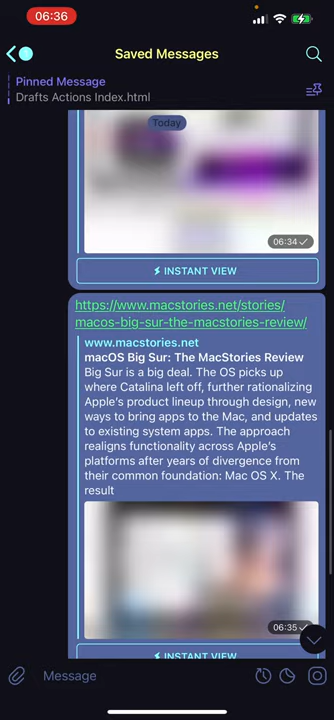 06:36
Saved Messages
Pinned Message
Drafts Actions Index.html
Today
06:34
INSTANT VIEW
https://www.macstories.net/stories/
macos-big-sur-the-macstories-review/
www.macstories.net
macOS Big Sur: The MacStories Review
Big Sur is a big deal. The OS picks up
where Catalina left off, further rationalizing
Apple's product lineup through design, new
ways to bring apps to the Mac, and updates
to existing system apps. The approach
realigns functionality across Apple's
platforms after years of divergence from
their common foundation: Mac OS X. The
result
06:35
INSTANT VIEW
Message